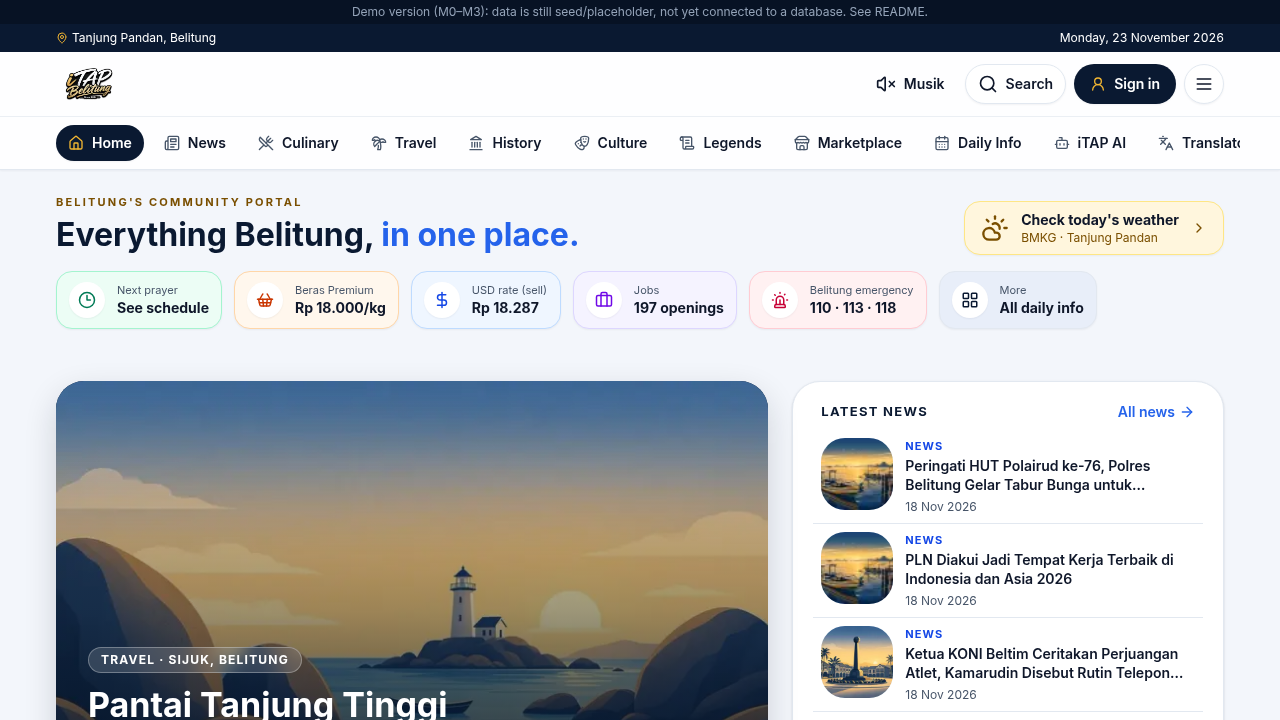 Demo version (M0–M3): data is still seed/placeholder, not yet connected to a database. See README.
Tanjung Pandan, Belitung
Monday, 23 November 2026
iTAP
Belitung
Musik
Search
Sign in
Home
News
Culinary
Travel
History
Culture
Legends
Marketplace
Daily Info
iTAP AI
BELITUNG'S COMMUNITY PORTAL
Everything Belitung, in one place.
Check today's weather
BMKG · Tanjung Pandan
Next prayer
See schedule
Beras Premium
Rp 18.000/kg
USD rate (sell)
Rp 18.287
Jobs
197 openings
Belitung emergency
110 · 113 · 118
More
All daily info
TRAVEL · SIJUK, BELITUNG
Pantai Tanjung Tinggi
LATEST NEWS
All news
NEWS
Peringati HUT Polairud ke-76, Polres
Belitung Gelar Tabur Bunga untuk...
18 Nov 2026
NEWS
PLN Diakui Jadi Tempat Kerja Terbaik di
Indonesia dan Asia 2026
18 Nov 2026
NEWS
Ketua KONI Beltim Ceritakan Perjuangan
Atlet, Kamarudin Disebut Rutin Telepon...
18 Nov 2026